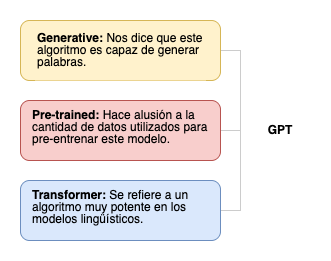 Generative: Nos dice que este
algoritmo es capaz de generar
palabras.
Pre-trained: Hace alusión a la
cantidad de datos utilizados para
pre-entrenar este modelo.
GPT
Transformer: Se refiere a un
algoritmo muy potente en los
modelos lingüísticos.